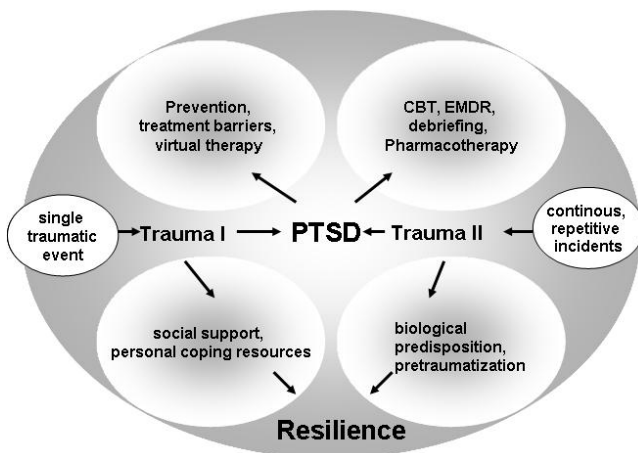 Prevention,
treatment barriers,
virtual therapy
CBT, EMDR,
debriefing,
Pharmacotherapy
single
traumatic
event
Trauma I
PTSD
Trauma II
continous,
repetitive
incidents
social support,
personal coping resources
biological
predisposition,
pretraumatization
Resilience